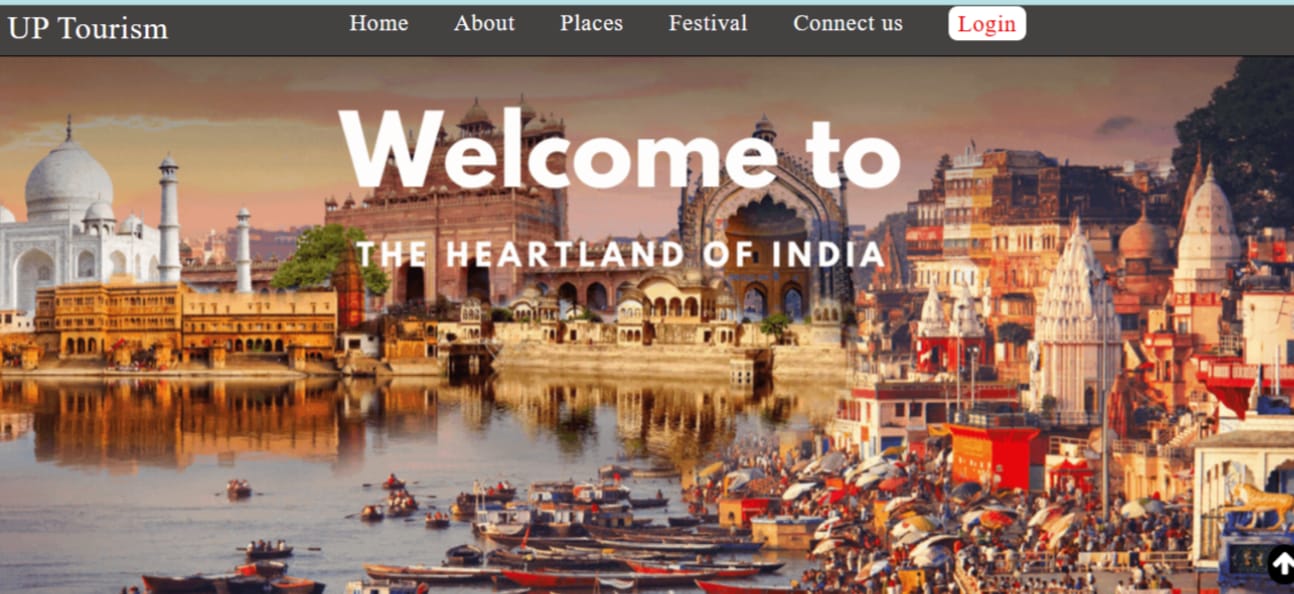 UP Tourism
Home About Places Festival Connect us Login
Welcome to
THE HEARTLAND OF INDIA